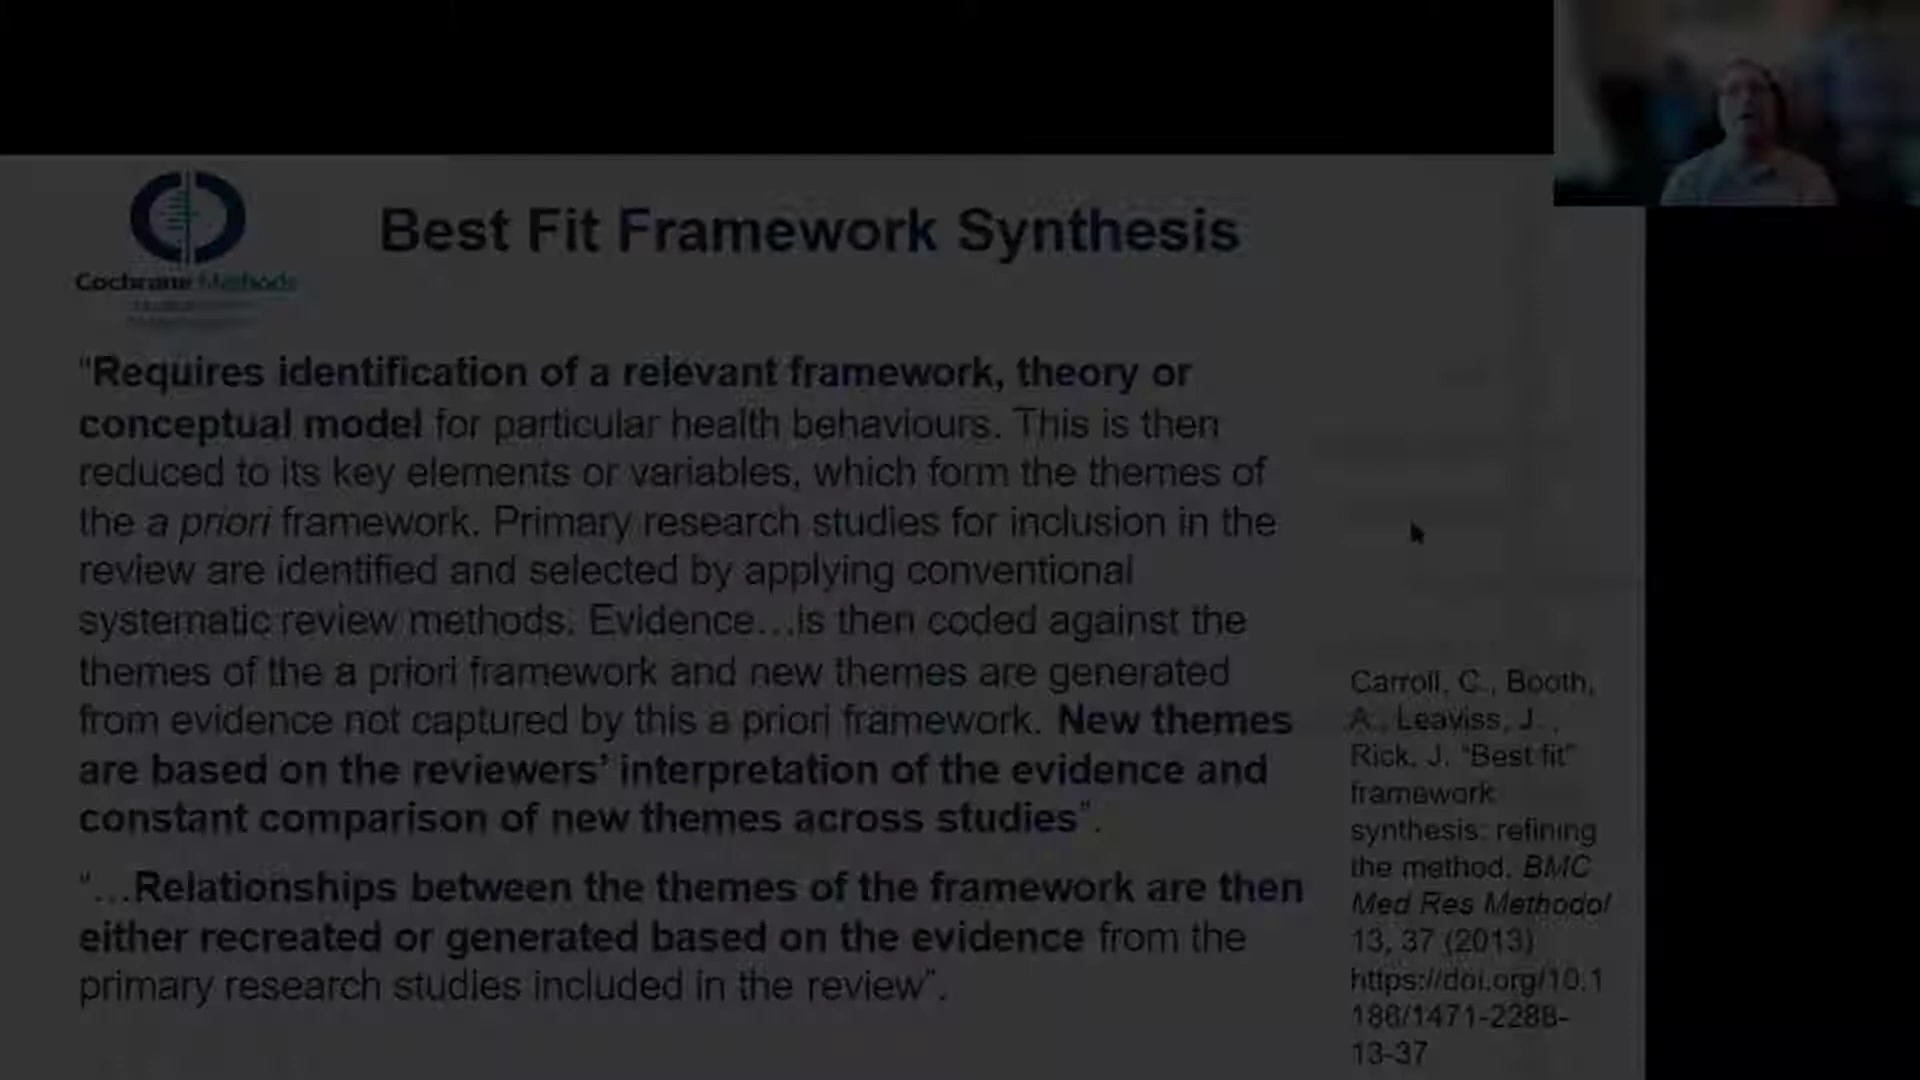 Cochrane Methods
Best Fit Framework Synthesis
“Requires identification of a relevant framework, theory or
conceptual model for particular health behaviours. This is then
reduced to its key elements or variables, which form the themes of
the a priori framework. Primary research studies for inclusion in the
review are identified and selected by applying conventional
systematic review methods. Evidence…is then coded against the
themes of the a priori framework and new themes are generated
from evidence not captured by this a priori framework. New themes
are based on the reviewers’ interpretation of the evidence and
constant comparison of new themes across studies”.
“…Relationships between the themes of the framework are then
either recreated or generated based on the evidence from the
primary research studies included in the review”.
Carroll, C., Booth,
A., Leaviss, J.,
Rick, J. “Best fit”
framework
synthesis: refining
the method. BMC
Med Res Methodol
13, 37 (2013)
https://doi.org/10.1
186/1471-2288-
13-37